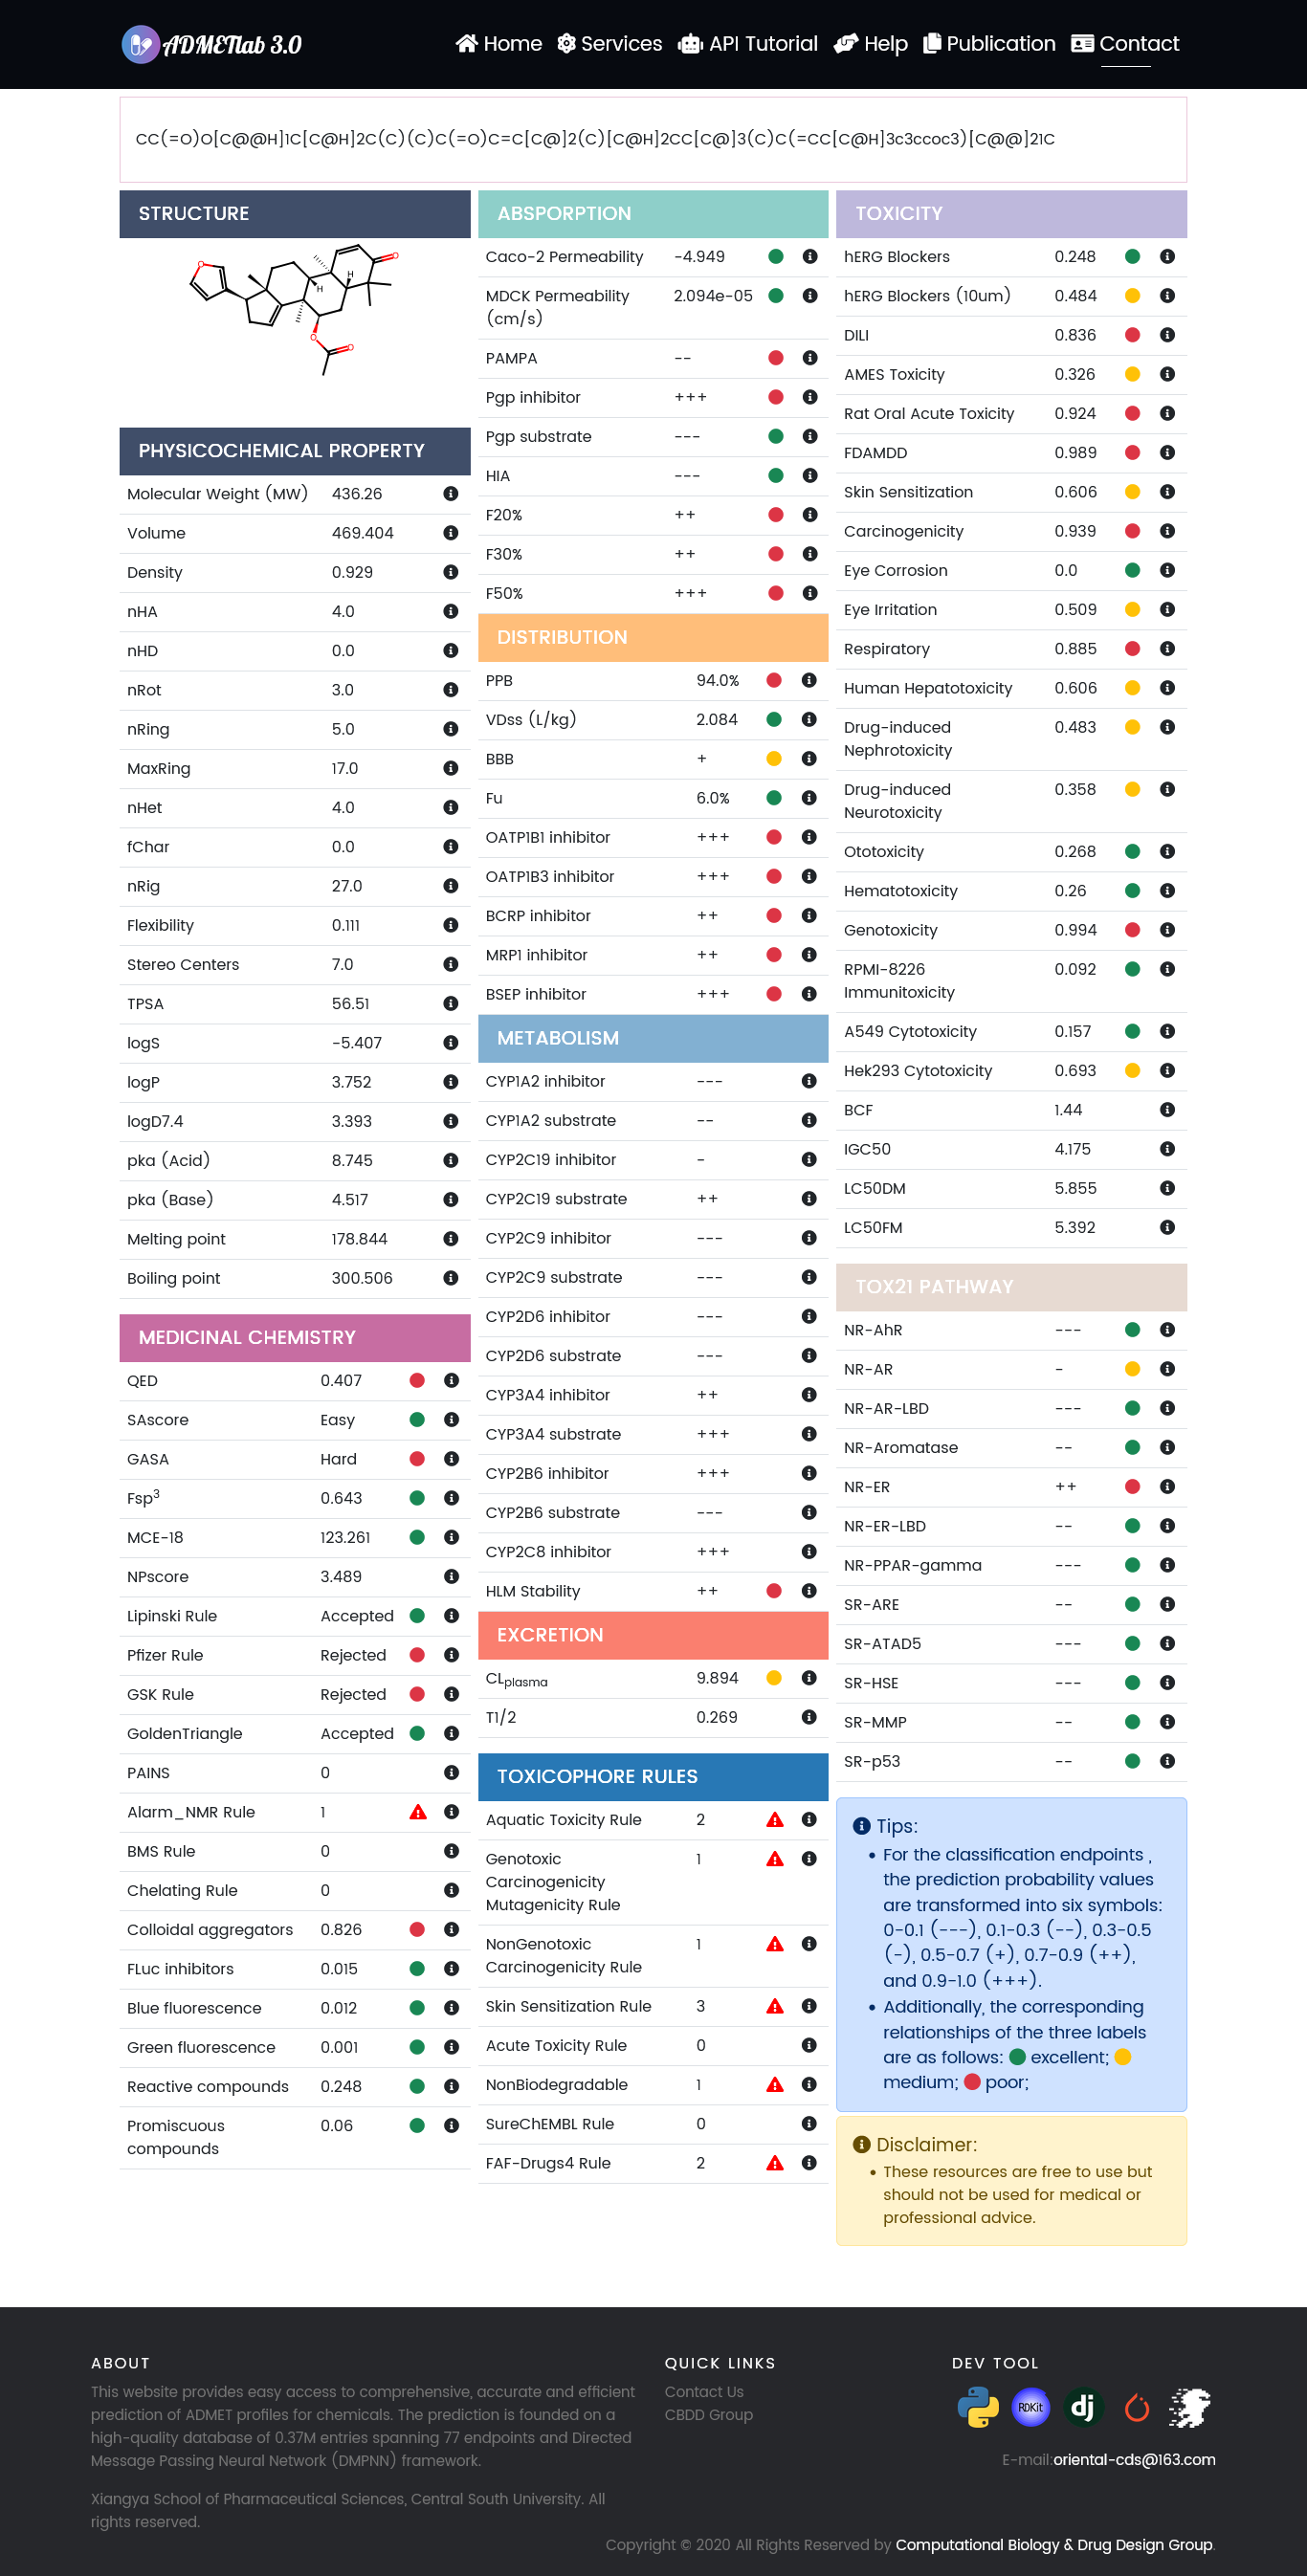 ADMETlab 3.0
Home Services API Tutorial Help Publication Contact
CC(=O)O[C@@H]1C[C@H]2C(C)(C)C(=O)C=C[C@]2(C)[C@H]2CC[C@]3(C)C(=CC[C@H]3c3ccoc3)[C@@]21C
STRUCTURE
O
O
H
H
O
O
PHYSICOCHEMICAL PROPERTY
Molecular Weight (MW) 436.26
Volume 469.404
Density 0.929
nHA 4.0
nHD 0.0
nRot 3.0
nRing 5.0
MaxRing 17.0
nHet 4.0
fChar 0.0
nRig 27.0
Flexibility 0.111
Stereo Centers 7.0
TPSA 56.51
logS -5.407
logP 3.752
logD7.4 3.393
pka (Acid) 8.745
pka (Base) 4.517
Melting point 178.844
Boiling point 300.506
MEDICINAL CHEMISTRY
QED 0.407
SAscore Easy
GASA Hard
Fsp3 0.643
MCE-18 123.261
NPscore 3.489
Lipinski Rule Accepted
Pfizer Rule Rejected
GSK Rule Rejected
GoldenTriangle Accepted
PAINS 0
Alarm_NMR Rule 1
BMS Rule 0
Chelating Rule 0
Colloidal aggregators 0.826
FLuc inhibitors 0.015
Blue fluorescence 0.012
Green fluorescence 0.001
Reactive compounds 0.248
Promiscuous 0.06
compounds
ABSPORPTION
Caco-2 Permeability -4.949
MDCK Permeability 2.094e-05
(cm/s)
PAMPA --
Pgp inhibitor +++
Pgp substrate ---
HIA ---
F20% ++
F30% ++
F50% +++
DISTRIBUTION
PPB 94.0%
VDss (L/kg) 2.084
BBB +
Fu 6.0%
OATP1B1 inhibitor +++
OATP1B3 inhibitor +++
BCRP inhibitor ++
MRP1 inhibitor ++
BSEP inhibitor +++
METABOLISM
CYP1A2 inhibitor ---
CYP1A2 substrate --
CYP2C19 inhibitor -
CYP2C19 substrate ++
CYP2C9 inhibitor ---
CYP2C9 substrate ---
CYP2D6 inhibitor ---
CYP2D6 substrate ---
CYP3A4 inhibitor ++
CYP3A4 substrate +++
CYP2B6 inhibitor +++
CYP2B6 substrate ---
CYP2C8 inhibitor +++
HLM Stability ++
EXCRETION
CLplasma 9.894
T1/2 0.269
TOXICOPHORE RULES
Aquatic Toxicity Rule 2
Genotoxic 1
Carcinogenicity
Mutagenicity Rule
NonGenotoxic 1
Carcinogenicity Rule
Skin Sensitization Rule 3
Acute Toxicity Rule 0
NonBiodegradable 1
SureChEMBL Rule 0
FAF-Drugs4 Rule 2
TOXICITY
hERG Blockers 0.248
hERG Blockers (10um) 0.484
DILI 0.836
AMES Toxicity 0.326
Rat Oral Acute Toxicity 0.924
FDAMDD 0.989
Skin Sensitization 0.606
Carcinogenicity 0.939
Eye Corrosion 0.0
Eye Irritation 0.509
Respiratory 0.885
Human Hepatotoxicity 0.606
Drug-induced 0.483
Nephrotoxicity
Drug-induced 0.358
Neurotoxicity
Ototoxicity 0.268
Hematotoxicity 0.26
Genotoxicity 0.994
RPMI-8226 0.092
Immunitoxicity
A549 Cytotoxicity 0.157
Hek293 Cytotoxicity 0.693
BCF 1.44
IGC50 4.175
LC50DM 5.855
LC50FM 5.392
TOX21 PATHWAY
NR-AhR ---
NR-AR -
NR-AR-LBD ---
NR-Aromatase --
NR-ER ++
NR-ER-LBD --
NR-PPAR-gamma ---
SR-ARE --
SR-ATAD5 ---
SR-HSE ---
SR-MMP --
SR-p53 --
Tips:
• For the classification endpoints ,
the prediction probability values
are transformed into six symbols:
0-0.1 (---), 0.1-0.3 (--), 0.3-0.5
(-), 0.5-0.7 (+), 0.7-0.9 (++),
and 0.9-1.0 (+++).
• Additionally, the corresponding
relationships of the three labels
are as follows: excellent;
medium; poor;
Disclaimer:
• These resources are free to use but
should not be used for medical or
professional advice.
ABOUT
This website provides easy access to comprehensive, accurate and efficient
prediction of ADMET profiles for chemicals. The prediction is founded on a
high-quality database of 0.37M entries spanning 77 endpoints and Directed
Message Passing Neural Network (DMPNN) framework.
Xiangya School of Pharmaceutical Sciences, Central South University. All
rights reserved.
QUICK LINKS
Contact Us
CBDD Group
DEV TOOL
RDKit
dj
E-mail:oriental-cds@163.com
Copyright © 2020 All Rights Reserved by Computational Biology & Drug Design Group.